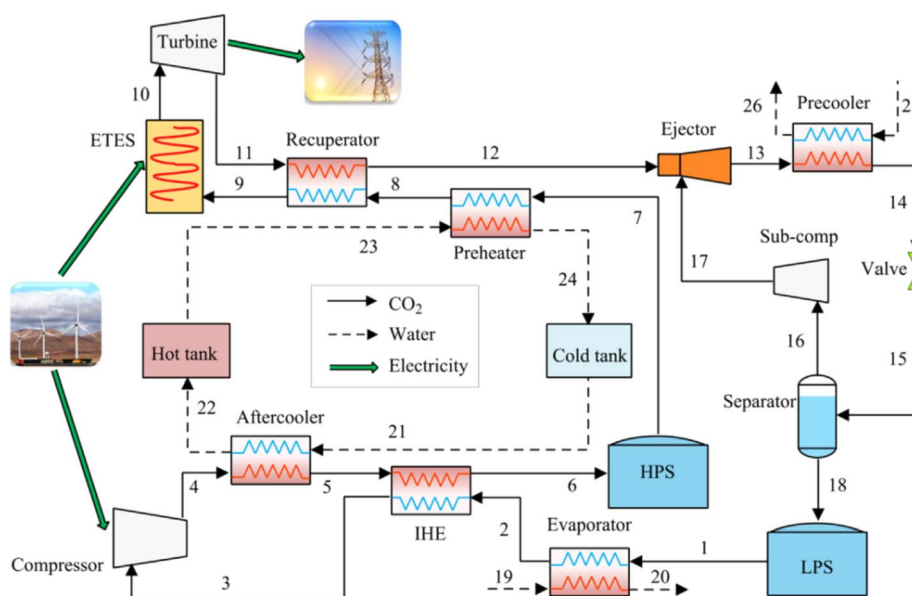 Turbine
10
ETES
11
Recuperator
12
9
8
Ejector
13
26
Precooler
2
14
7
Preheater
23
24
17
Sub-comp
Valve
CO₂
Water
Electricity
Hot tank
Cold tank
16
15
22
Aftercooler
21
Separator
4
5
6
HPS
18
IHE
2
Evaporator
1
LPS
Compressor
3
19
20